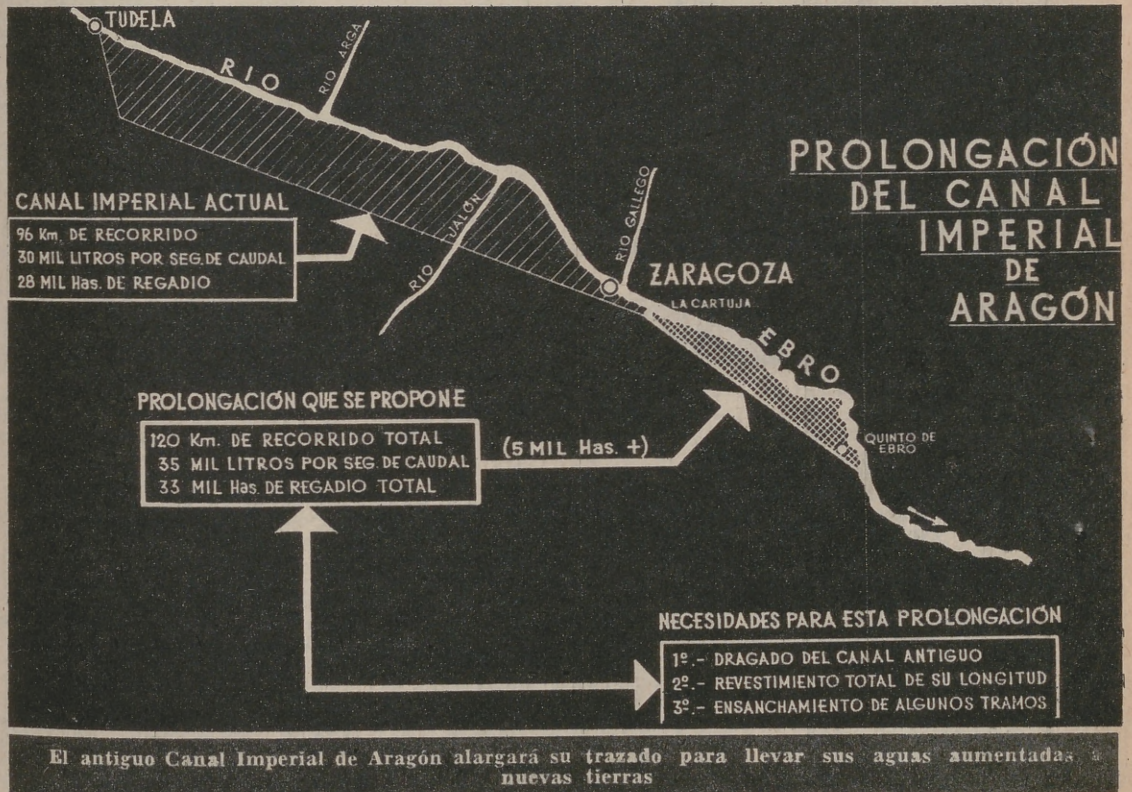 TUDELA
RIO
RIO ARGA
PROLONGACIÓN
DEL CANAL
IMPERIAL
DE
ARAGÓN
CANAL IMPERIAL ACTUAL
96 Km. DE RECORRIDO
30 MIL LITROS POR SEG. DE CAUDAL
28 MIL Has. DE REGADIO
RIO JALÓN
RIO GALLEGO
ZARAGOZA
LA CARTUJA
EBRO
PROLONGACIÓN QUE SE PROPONE
120 Km. DE RECORRIDO TOTAL
35 MIL LITROS POR SEG. DE CAUDAL
33 MIL Has. DE REGADIO TOTAL
(5 MIL Has. +)
QUINTO DE
EBRO
NECESIDADES PARA ESTA PROLONGACIÓN
1º.- DRAGADO DEL CANAL ANTIGUO
2º.- REVESTIMIENTO TOTAL DE SU LONGITUD
3º.- ENSANCHAMIENTO DE ALGUNOS TRAMOS
El antiguo Canal Imperial de Aragón alargará su trazado para llevar sus aguas aumentadas a
nuevas tierras